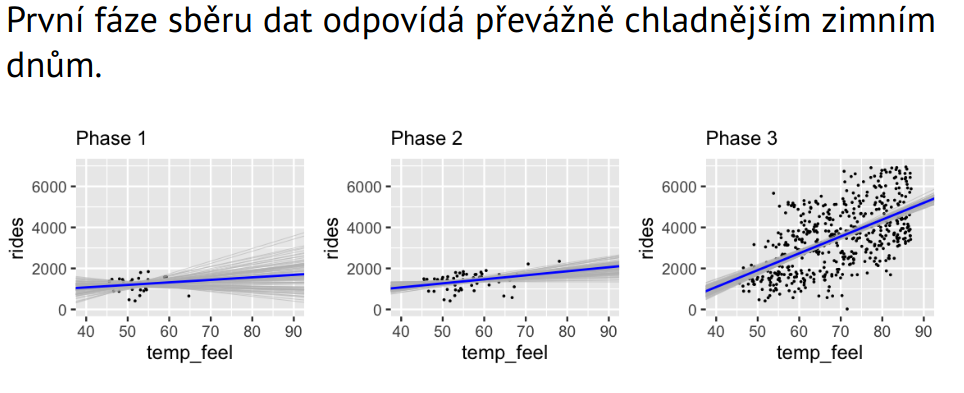 První fáze sběru dat odpovídá převážně chladnějším zimním
dnům.
Phase 1
6000
4000
2000
0
rides
40 50 60 70 80 90
temp_feel
Phase 2
6000
4000
2000
0
rides
40 50 60 70 80 90
temp_feel
Phase 3
6000
4000
2000
0
rides
40 50 60 70 80 90
temp_feel